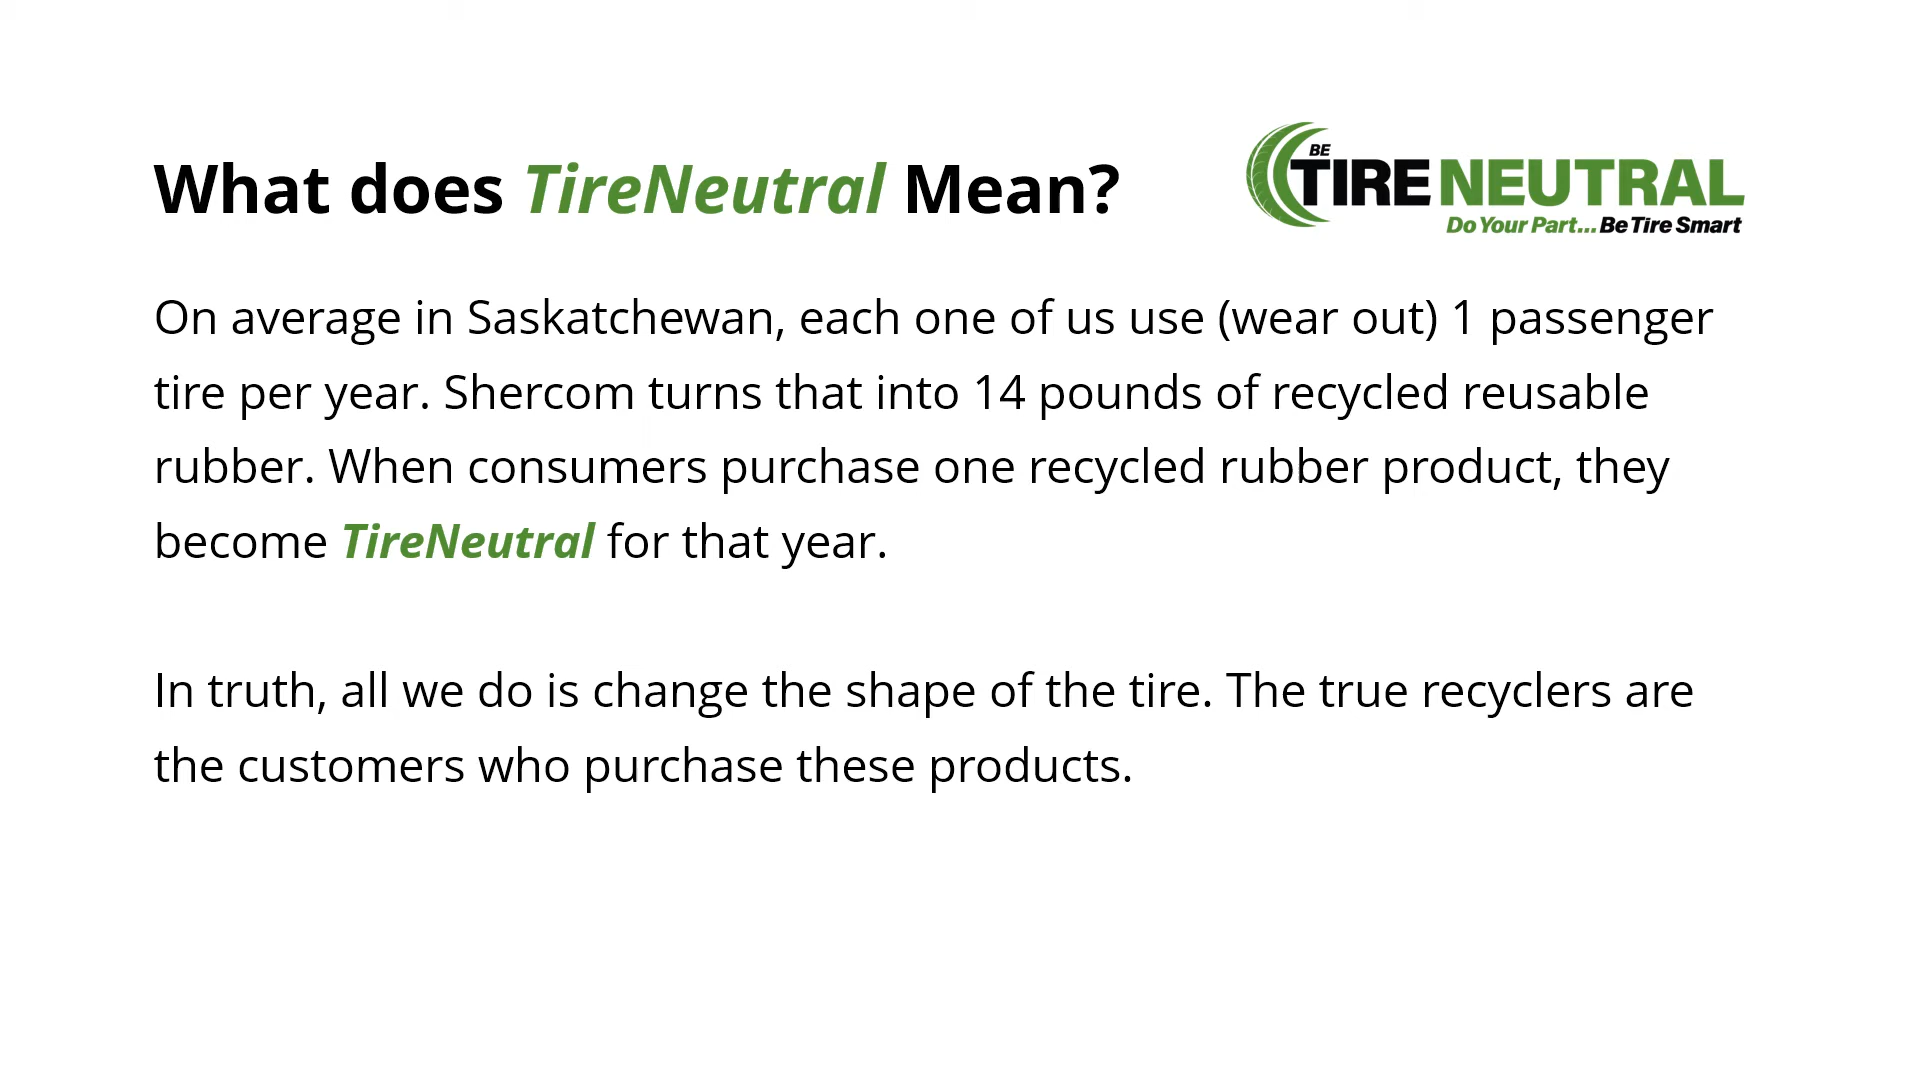 What does TireNeutral Mean?
BE
TIRE NEUTRAL
Do Your Part... Be Tire Smart
On average in Saskatchewan, each one of us use (wear out) 1 passenger
tire per year. Shercom turns that into 14 pounds of recycled reusable
rubber. When consumers purchase one recycled rubber product, they
become TireNeutral for that year.
In truth, all we do is change the shape of the tire. The true recyclers are
the customers who purchase these products.